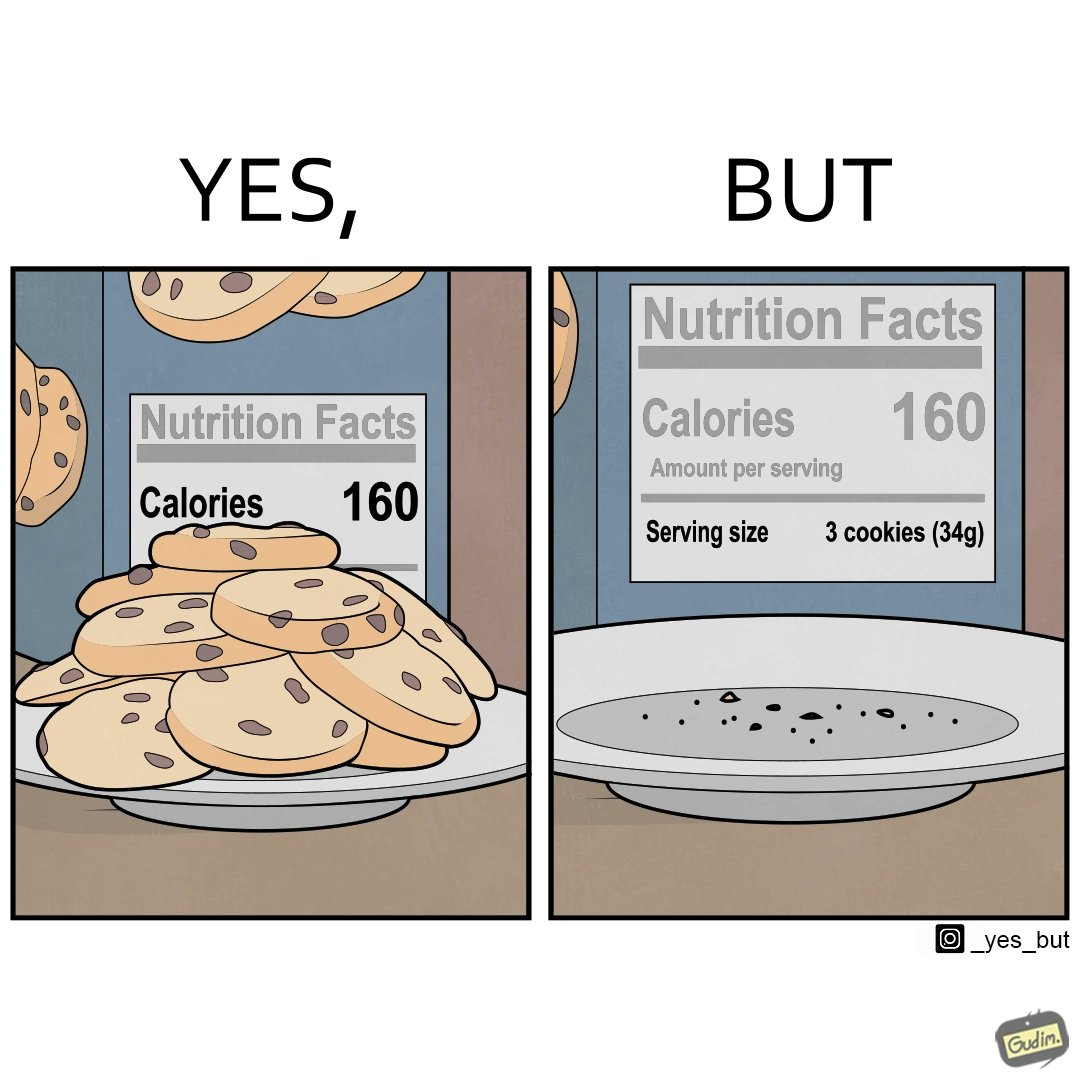 YES,
BUT
Nutrition Facts
Calories 160
Nutrition Facts
Calories 160
Amount per serving
Serving size 3 cookies (34g)
_yes_but
Gudim.